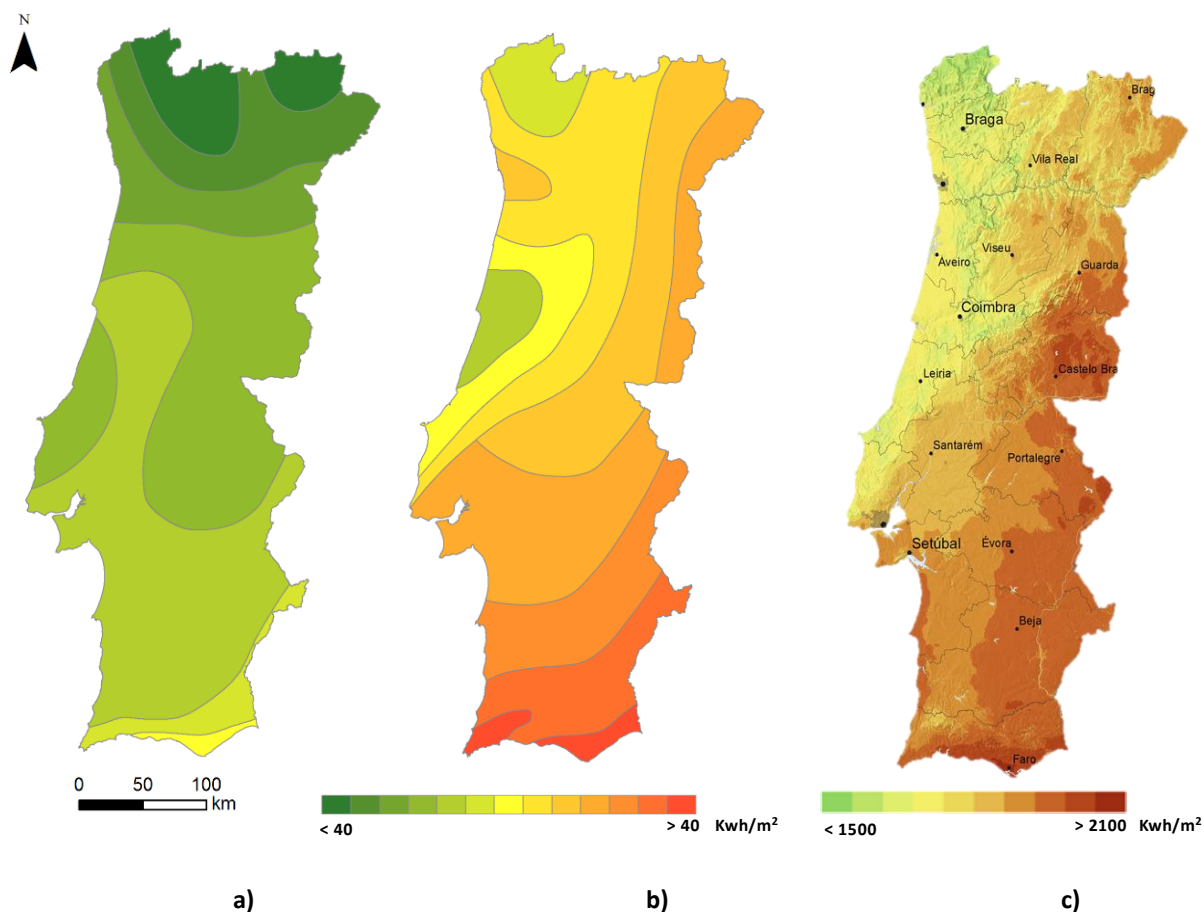 N
Brag
Braga
Vila Real
Viseu
Aveiro
Guarda
Coimbra
Leiria
Castelo Bra
Santarém
Portalegre
Setúbal
Évora
Beja
Faro
0 50 100
km
< 40 > 40 Kwh/m²
< 1500 > 2100 Kwh/m²
a) b) c)